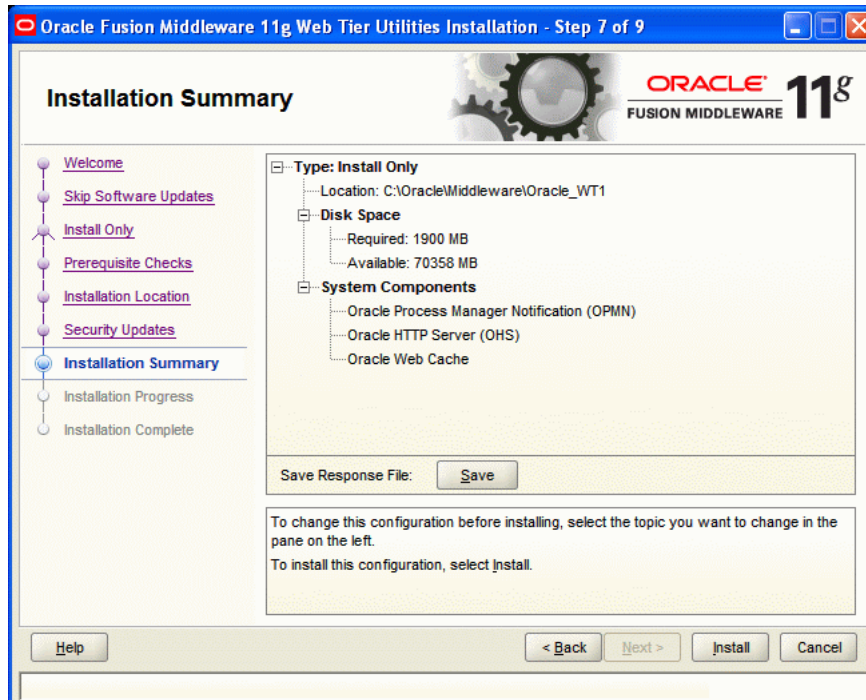 Oracle Fusion Middleware 11g Web Tier Utilities Installation - Step 7 of 9
Installation Summary
ORACLE
FUSION MIDDLEWARE
11g
Welcome
Skip Software Updates
Install Only
Prerequisite Checks
Installation Location
Security Updates
Installation Summary
Installation Progress
Installation Complete
Type: Install Only
Location: C:\Oracle\Middleware\Oracle_WT1
Disk Space
Required: 1900 MB
Available: 70358 MB
System Components
Oracle Process Manager Notification (OPMN)
Oracle HTTP Server (OHS)
Oracle Web Cache
Save Response File: Save
To change this configuration before installing, select the topic you want to change in the
pane on the left.
To install this configuration, select Install.
Help < Back Next > Install Cancel